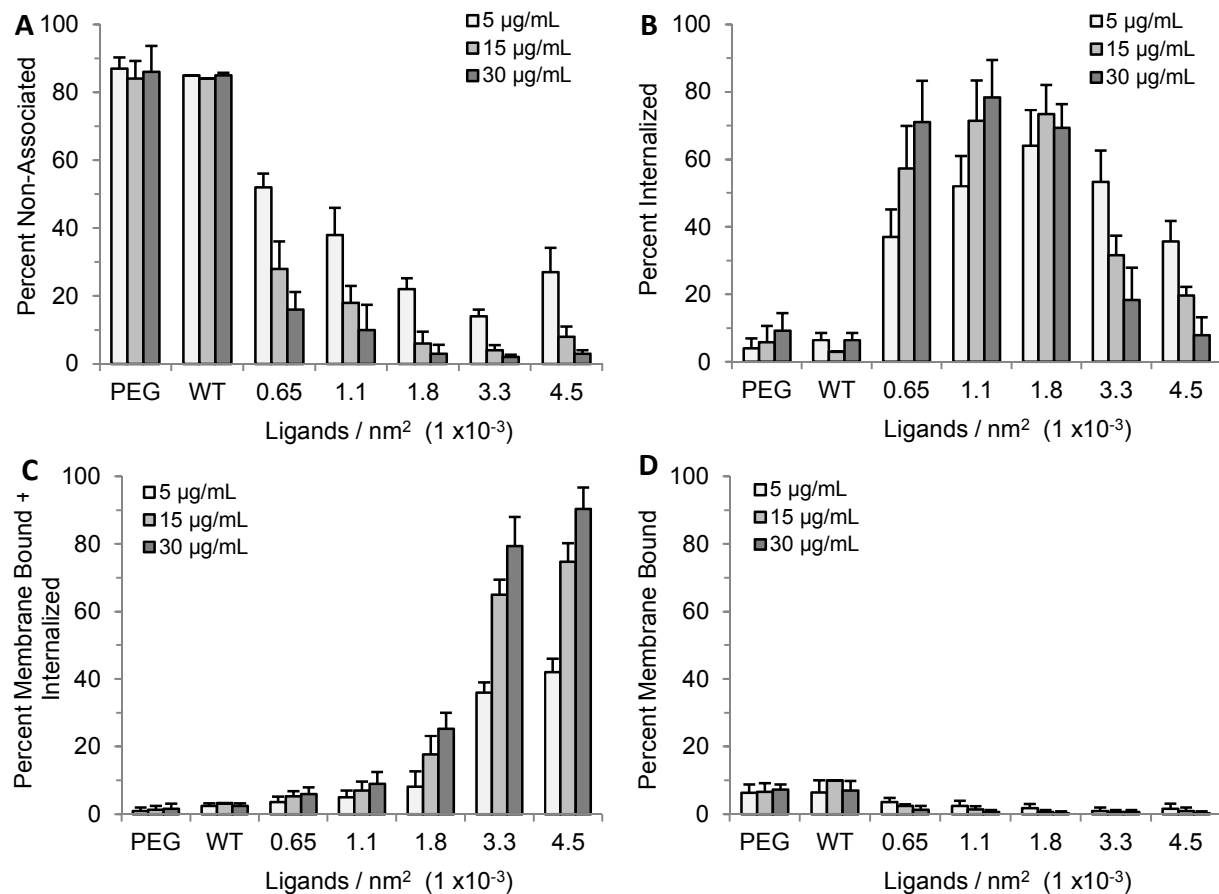 A
Percent Non-Associated
100
80
60
40
20
0
5 µg/mL
15 µg/mL
30 µg/mL
PEG WT 0.65 1.1 1.8 3.3 4.5
Ligands / nm² (1 x10⁻³)
B
Percent Internalized
100
80
60
40
20
0
5 µg/mL
15 µg/mL
30 µg/mL
PEG WT 0.65 1.1 1.8 3.3 4.5
Ligands / nm² (1 x10⁻³)
C
Percent Membrane Bound +
Internalized
100
80
60
40
20
0
5 µg/mL
15 µg/mL
30 µg/mL
PEG WT 0.65 1.1 1.8 3.3 4.5
Ligands / nm² (1 x10⁻³)
D
Percent Membrane Bound
100
80
60
40
20
0
5 µg/mL
15 µg/mL
30 µg/mL
PEG WT 0.65 1.1 1.8 3.3 4.5
Ligands / nm² (1 x10⁻³)